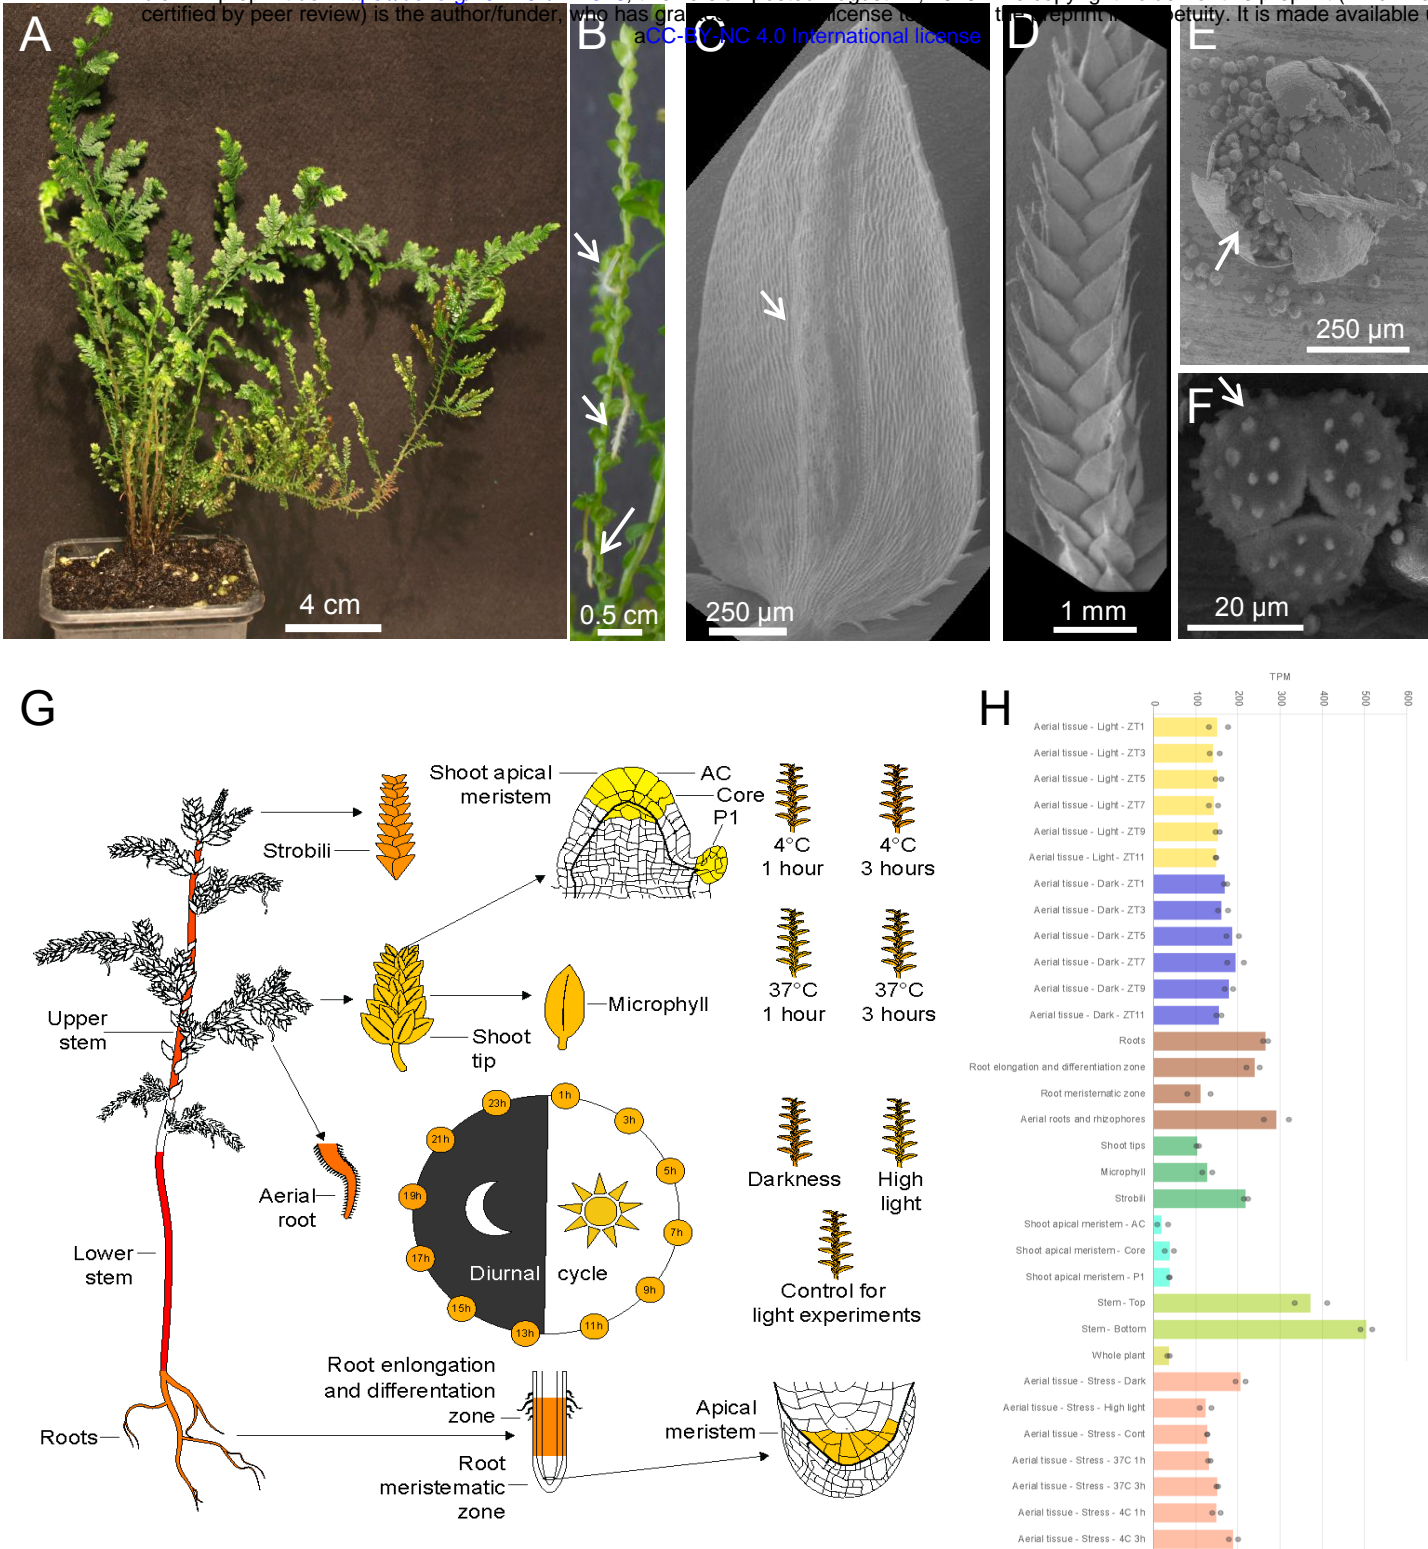 certified by peer review) is the author/funder, who has
license
the preprint in
petuity. It is made available
aCC-BY-NC 4.0 International license
A
B
C
D
E
F
4 cm
0.5 cm
250 µm
1 mm
250 µm
20 µm
G
Shoot apical
meristem
AC
Core
P1
Strobili
4°C
1 hour
4°C
3 hours
37°C
1 hour
37°C
3 hours
Microphyll
Shoot
tip
Upper
stem
Aerial
root
Lower
stem
Roots
1h
3h
5h
7h
9h
11h
13h
15h
17h
19h
21h
23h
Diurnal cycle
Darkness
High
light
Control for
light experiments
Root enlongation
and differentation
zone
Root
meristematic
zone
Apical
meristem
H
TPM
0 100 200 300 400 500 600
Aerial tissue - Light - ZT1
Aerial tissue - Light - ZT3
Aerial tissue - Light - ZT5
Aerial tissue - Light - ZT7
Aerial tissue - Light - ZT9
Aerial tissue - Light - ZT11
Aerial tissue - Dark - ZT1
Aerial tissue - Dark - ZT3
Aerial tissue - Dark - ZT5
Aerial tissue - Dark - ZT7
Aerial tissue - Dark - ZT9
Aerial tissue - Dark - ZT11
Roots
Root elongation and differentiation zone
Root meristematic zone
Aerial roots and rhizophores
Shoot tips
Microphyll
Strobili
Shoot apical meristem - AC
Shoot apical meristem - Core
Shoot apical meristem - P1
Stem - Top
Stem - Bottom
Whole plant
Aerial tissue - Stress - Dark
Aerial tissue - Stress - High light
Aerial tissue - Stress - Cont
Aerial tissue - Stress - 37C 1h
Aerial tissue - Stress - 37C 3h
Aerial tissue - Stress - 4C 1h
Aerial tissue - Stress - 4C 3h